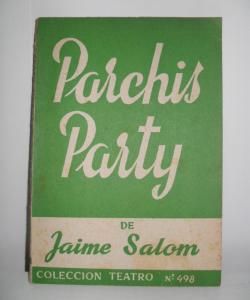 Parchis
Party
DE
Jaime Salom
COLECCION TEATRO Nº 498